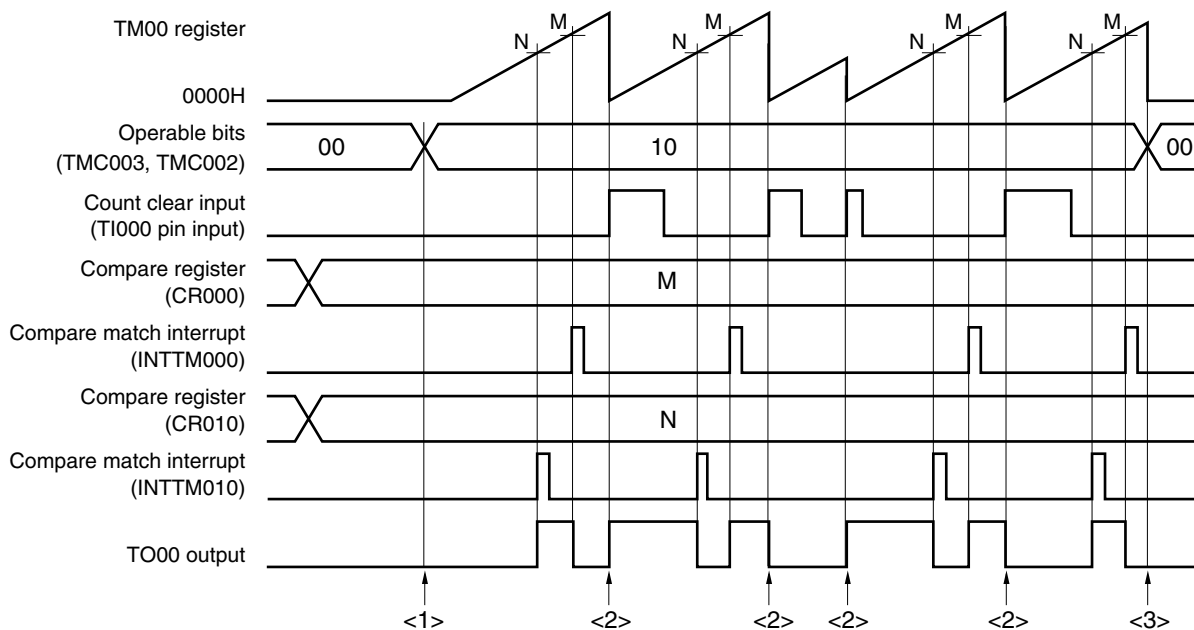 TM00 register
N M N M N M N M
0000H
Operable bits
(TMC003, TMC002)
00 10 00
Count clear input
(TI000 pin input)
Compare register
(CR000)
M
Compare match interrupt
(INTTM000)
Compare register
(CR010)
N
Compare match interrupt
(INTTM010)
TO00 output
<1> <2> <2> <2> <2> <3>